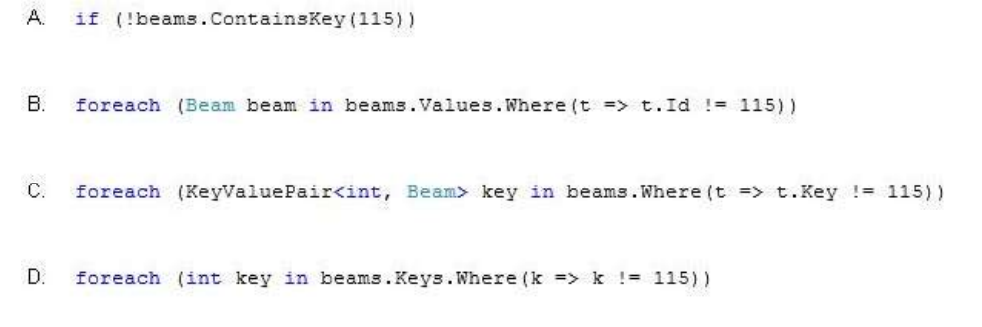 A. if (!beams.ContainsKey(115))
B. foreach (Beam beam in beams.Values.Where(t => t.Id != 115))
C. foreach (KeyValuePair<int, Beam> key in beams.Where(t => t.Key != 115))
D. foreach (int key in beams.Keys.Where(k => k != 115))